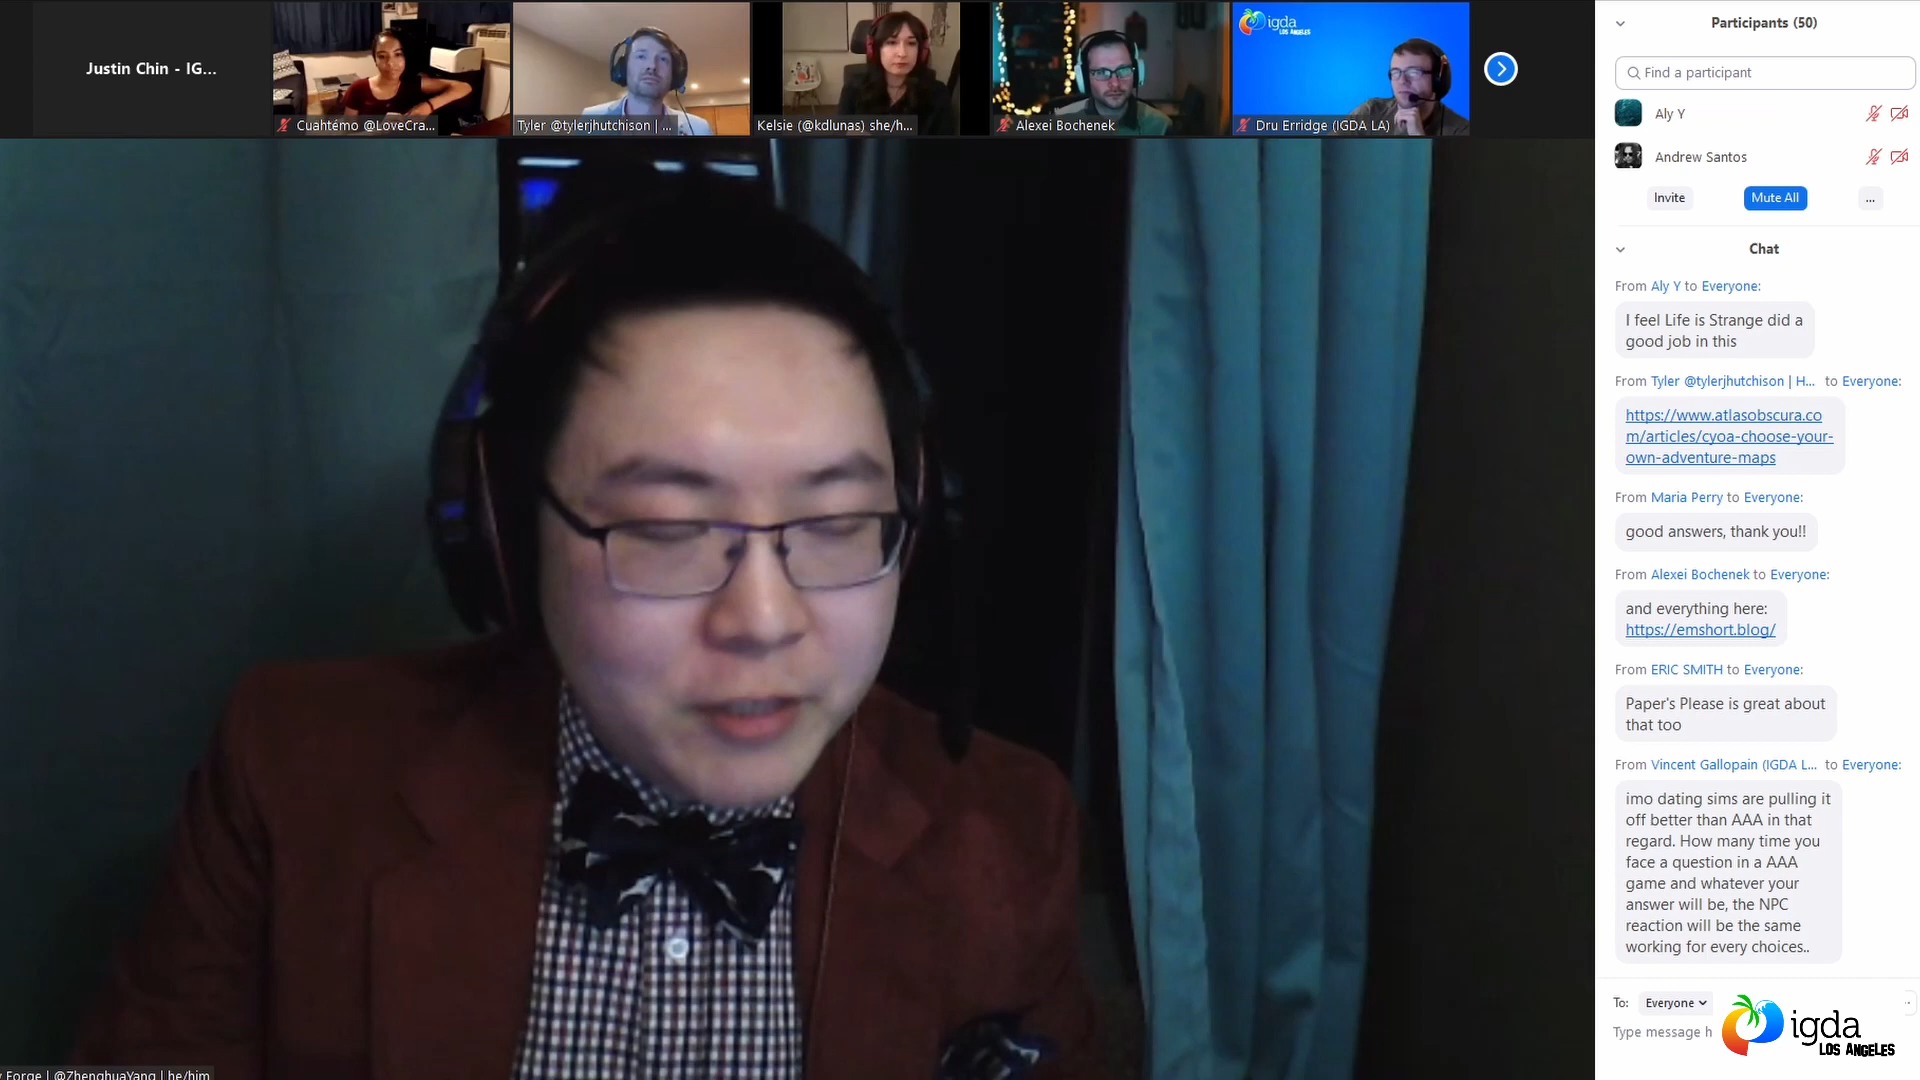 Justin Chin - IG...
Cuahtémo @LoveCra...
Tyler @tylerjhutchison | ...
Kelsie (@kdlunas) she/h...
Alexei Bochenek
igda
LOS ANGELES
Dru Erridge (IGDA LA)
Forge | @ZhenghuaYang | he/him
Participants (50)
Find a participant
Aly Y
Andrew Santos
Invite
Mute All
...
Chat
From Aly Y to Everyone:
I feel Life is Strange did a
good job in this
From Tyler @tylerjhutchison | H... to Everyone:
https://www.atlasobscura.co
m/articles/cyoa-choose-your-
own-adventure-maps
From Maria Perry to Everyone:
good answers, thank you!!
From Alexei Bochenek to Everyone:
and everything here:
https://emshort.blog/
From ERIC SMITH to Everyone:
Paper's Please is great about
that too
From Vincent Gallopain (IGDA L... to Everyone:
imo dating sims are pulling it
off better than AAA in that
regard. How many time you
face a question in a AAA
game and whatever your
answer will be, the NPC
reaction will be the same
working for every choices..
To: Everyone
Type message h
igda
LOS ANGELES